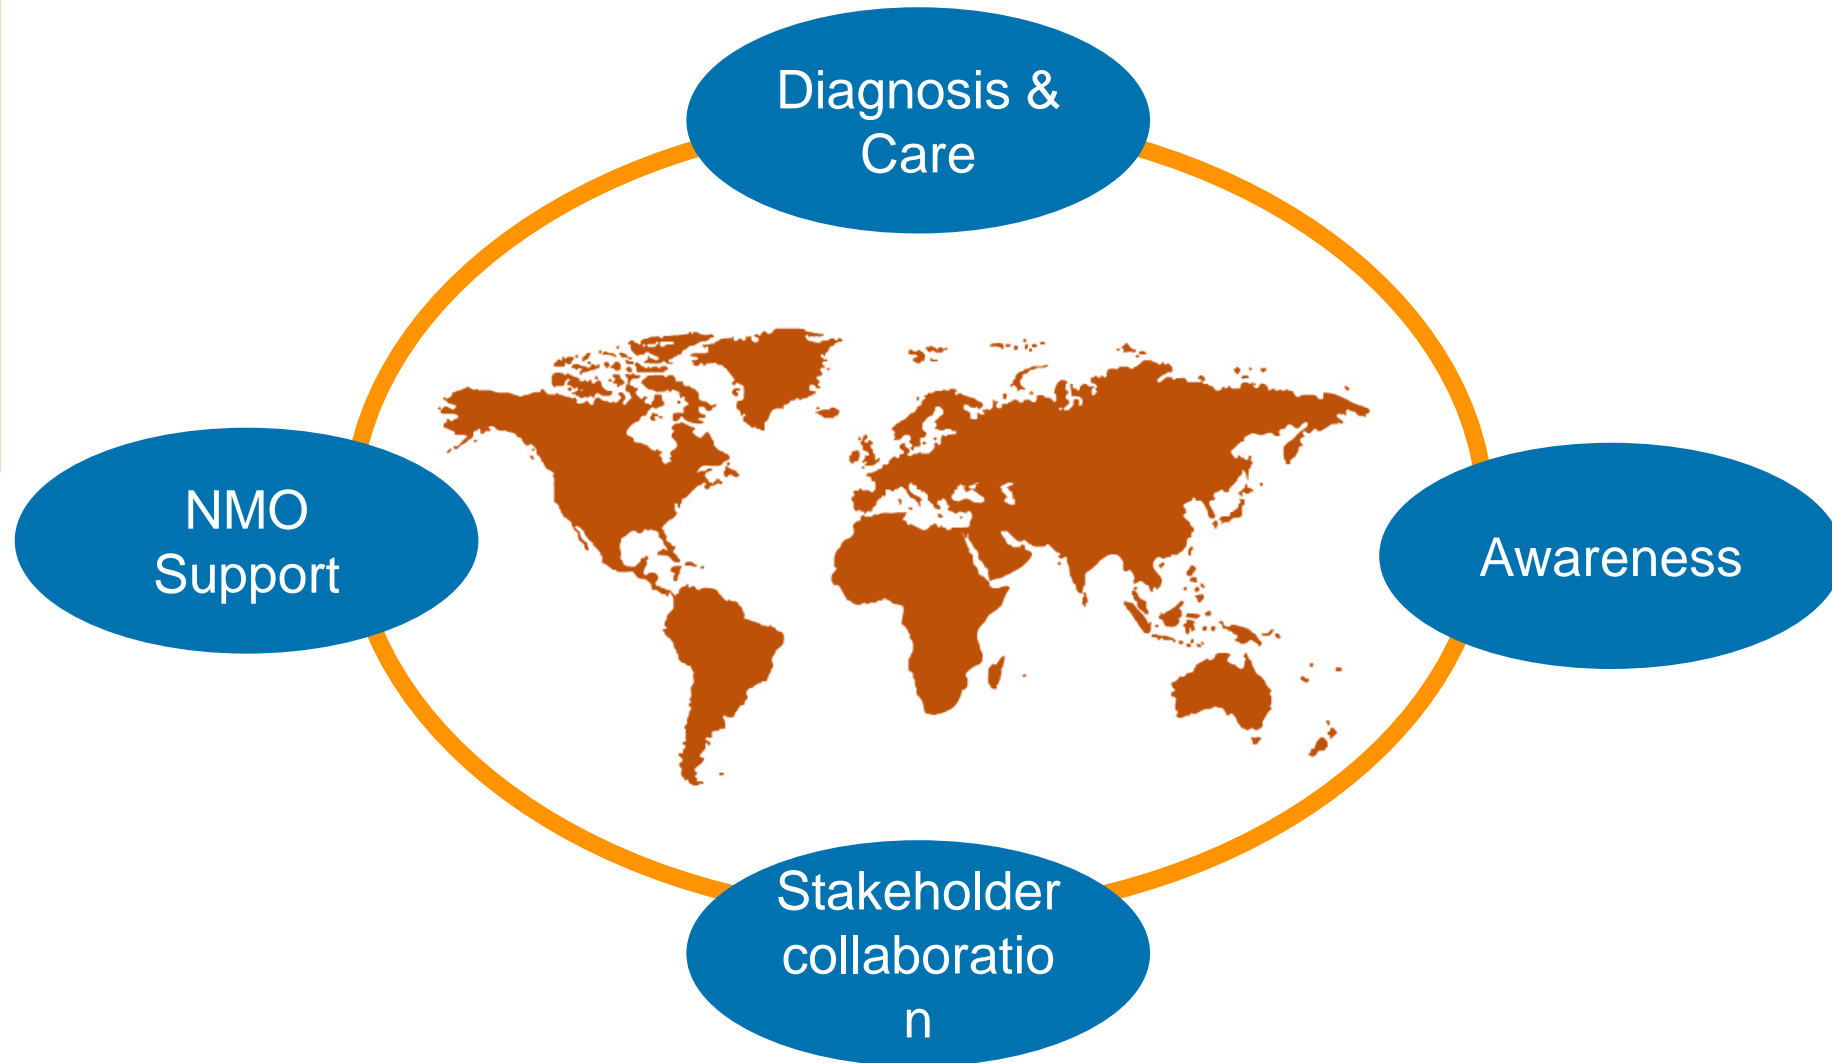 Diagnosis &
Care
NMO
Support
Awareness
Stakeholder
collaboratio
n